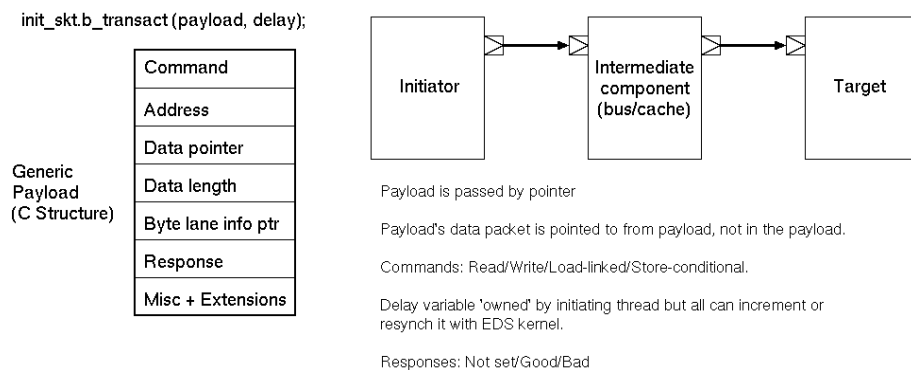 init_skt.b_transact(payload, delay);
Generic
Payload
(C Structure)
Command
Address
Data pointer
Data length
Byte lane info ptr
Response
Misc + Extensions
Initiator
Intermediate
component
(bus/cache)
Target
Payload is passed by pointer
Payload's data packet is pointed to from payload, not in the payload.
Commands: Read/Write/Load-linked/Store-conditional.
Delay variable 'owned' by initiating thread but all can increment or
resynch it with EDS kernel.
Responses: Not set/Good/Bad